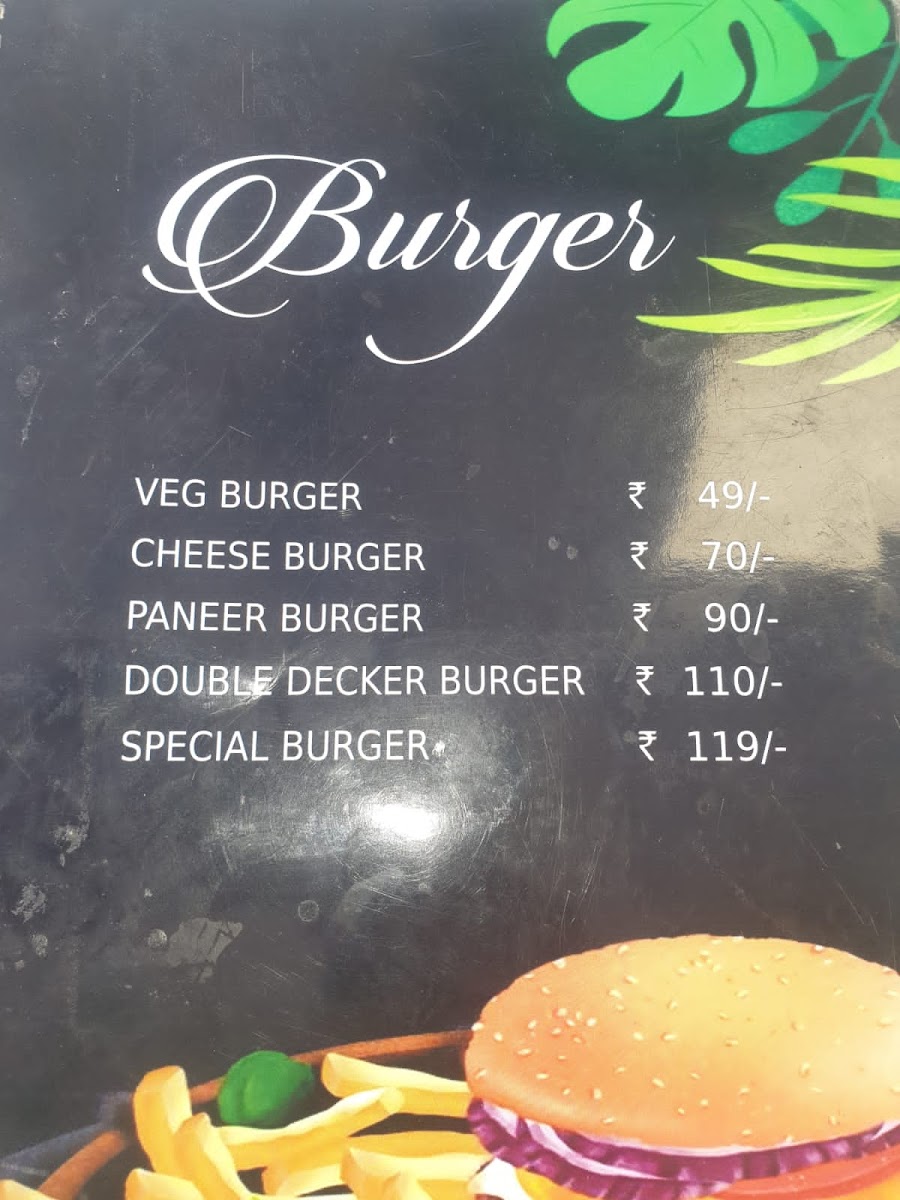 Burger
VEG BURGER ₹ 49/-
CHEESE BURGER ₹ 70/-
PANEER BURGER ₹ 90/-
DOUBLE DECKER BURGER ₹ 110/-
SPECIAL BURGER ₹ 119/-